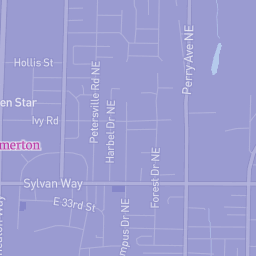 Hollis St
Perry Ave NE
en Star
Petersville Rd NE
Harbel Dr NE
Ivy Rd
merton
Forest Dr NE
Sylvan Way
E 33rd St
mpus Dr NE
Way